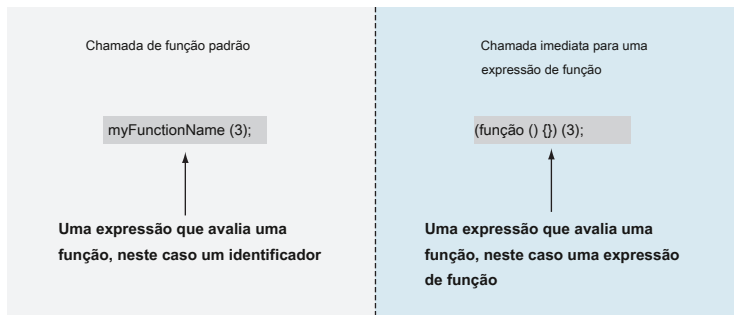 Chamada de função padrão
myFunctionName (3);
Uma expressão que avalia uma
função, neste caso um identificador
Chamada imediata para uma
expressão de função
(função () {}) (3);
Uma expressão que avalia uma
função, neste caso uma expressão
de função